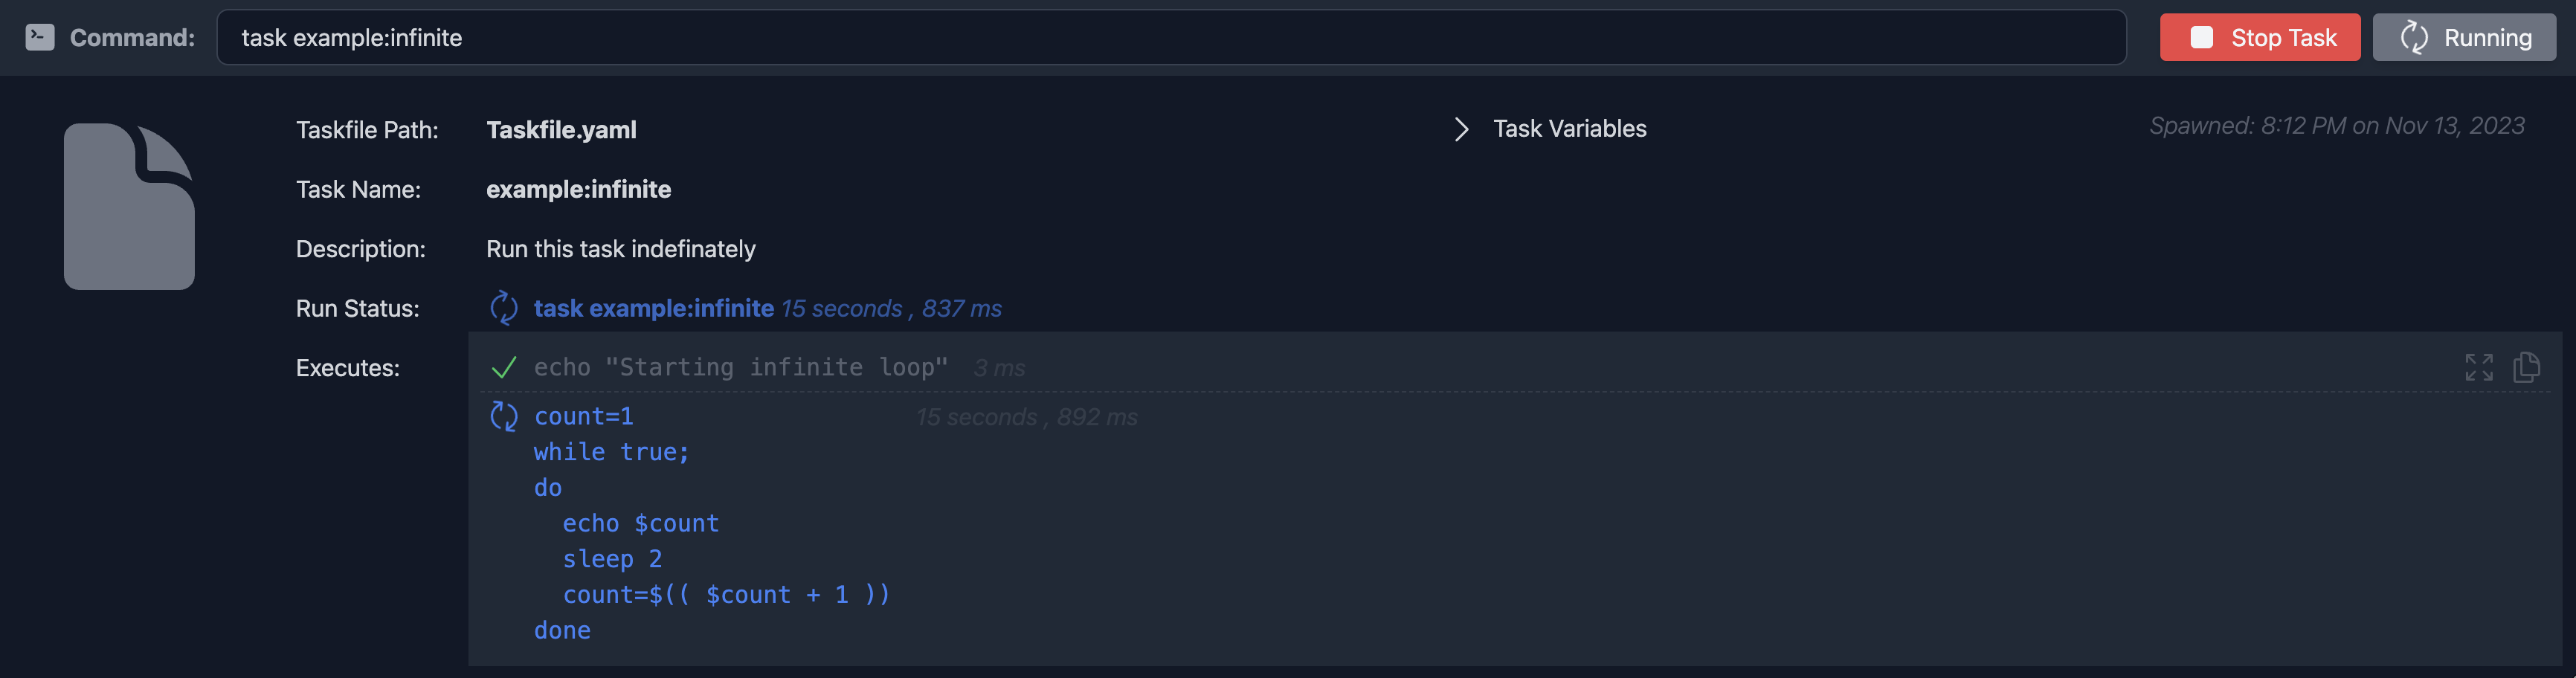 Command: task example:infinite Stop Task Running
Taskfile Path: Taskfile.yaml Task Variables Spawned: 8:12 PM on Nov 13, 2023
Task Name: example:infinite
Description: Run this task indefinately
Run Status: task example:infinite 15 seconds , 837 ms
Executes: echo "Starting infinite loop" 3 ms
count=1 15 seconds , 892 ms
while true;
do
  echo $count
  sleep 2
  count=$(( $count + 1 ))
done